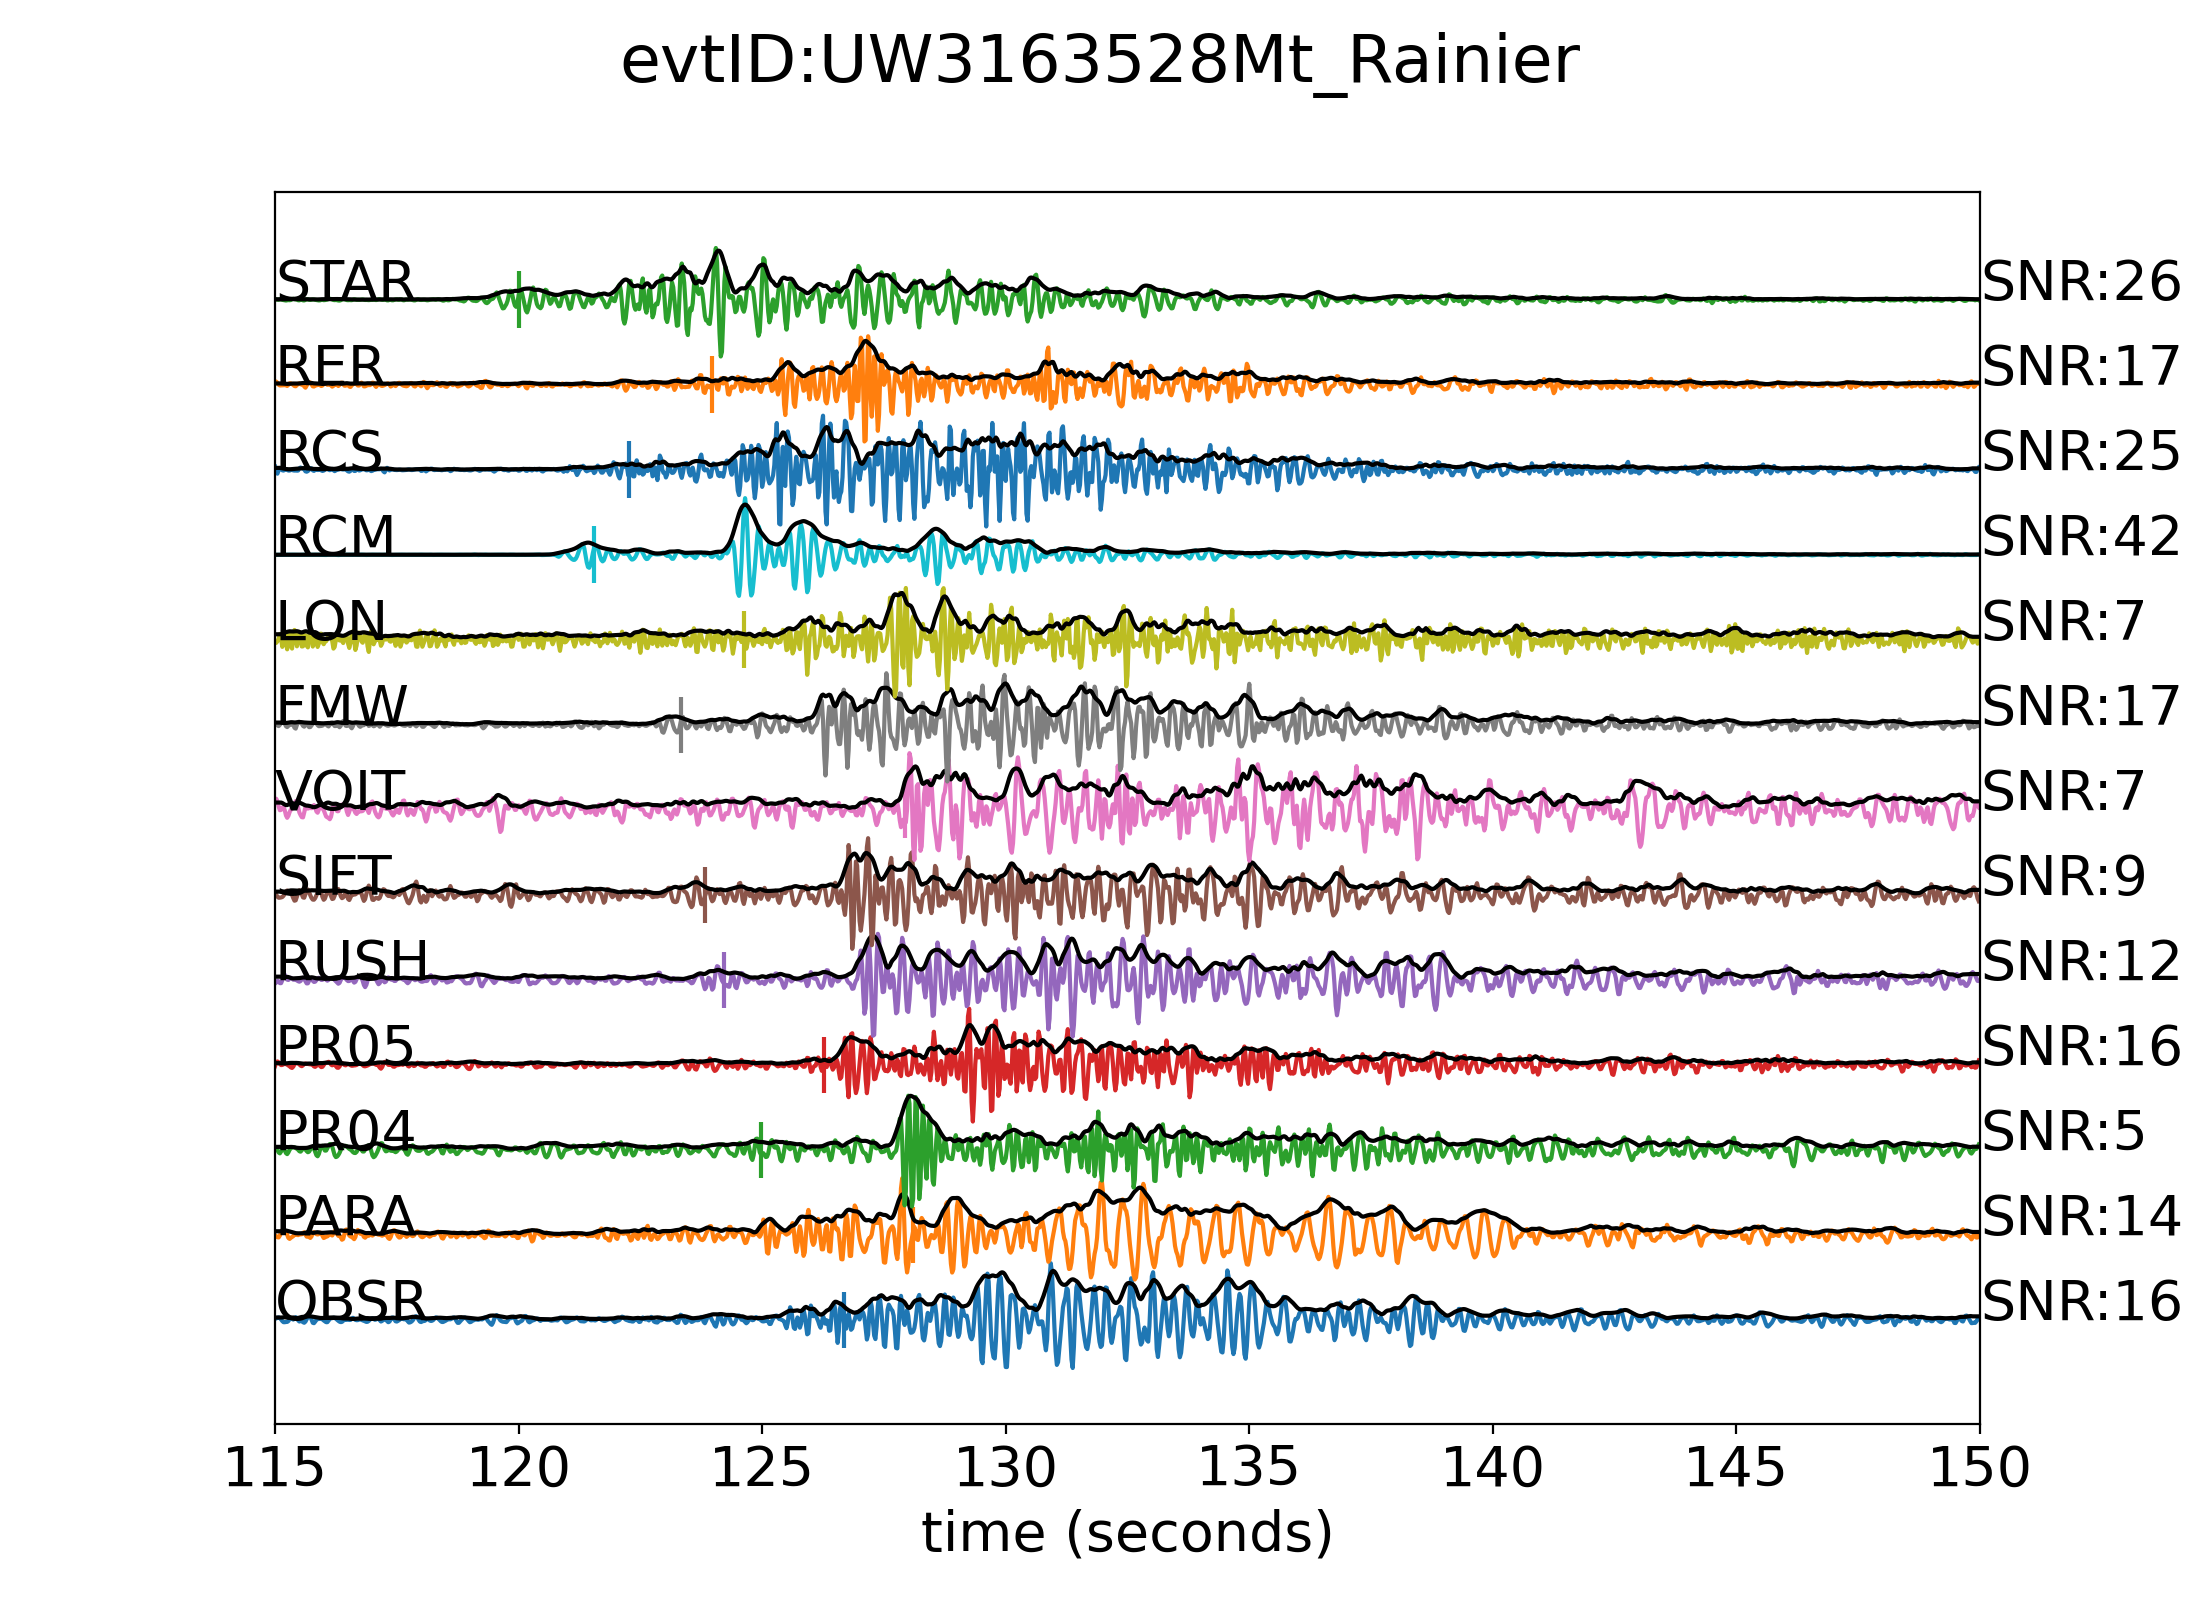 evtID:UW3163528Mt_Rainier
STAR SNR:26
RER SNR:17
RCS SNR:25
RCM SNR:42
LON SNR:7
FMW SNR:17
VOIT SNR:7
SIFT SNR:9
RUSH SNR:12
PR05 SNR:16
PR04 SNR:5
PARA SNR:14
OBSR SNR:16
115 120 125 130 135 140 145 150
time (seconds)